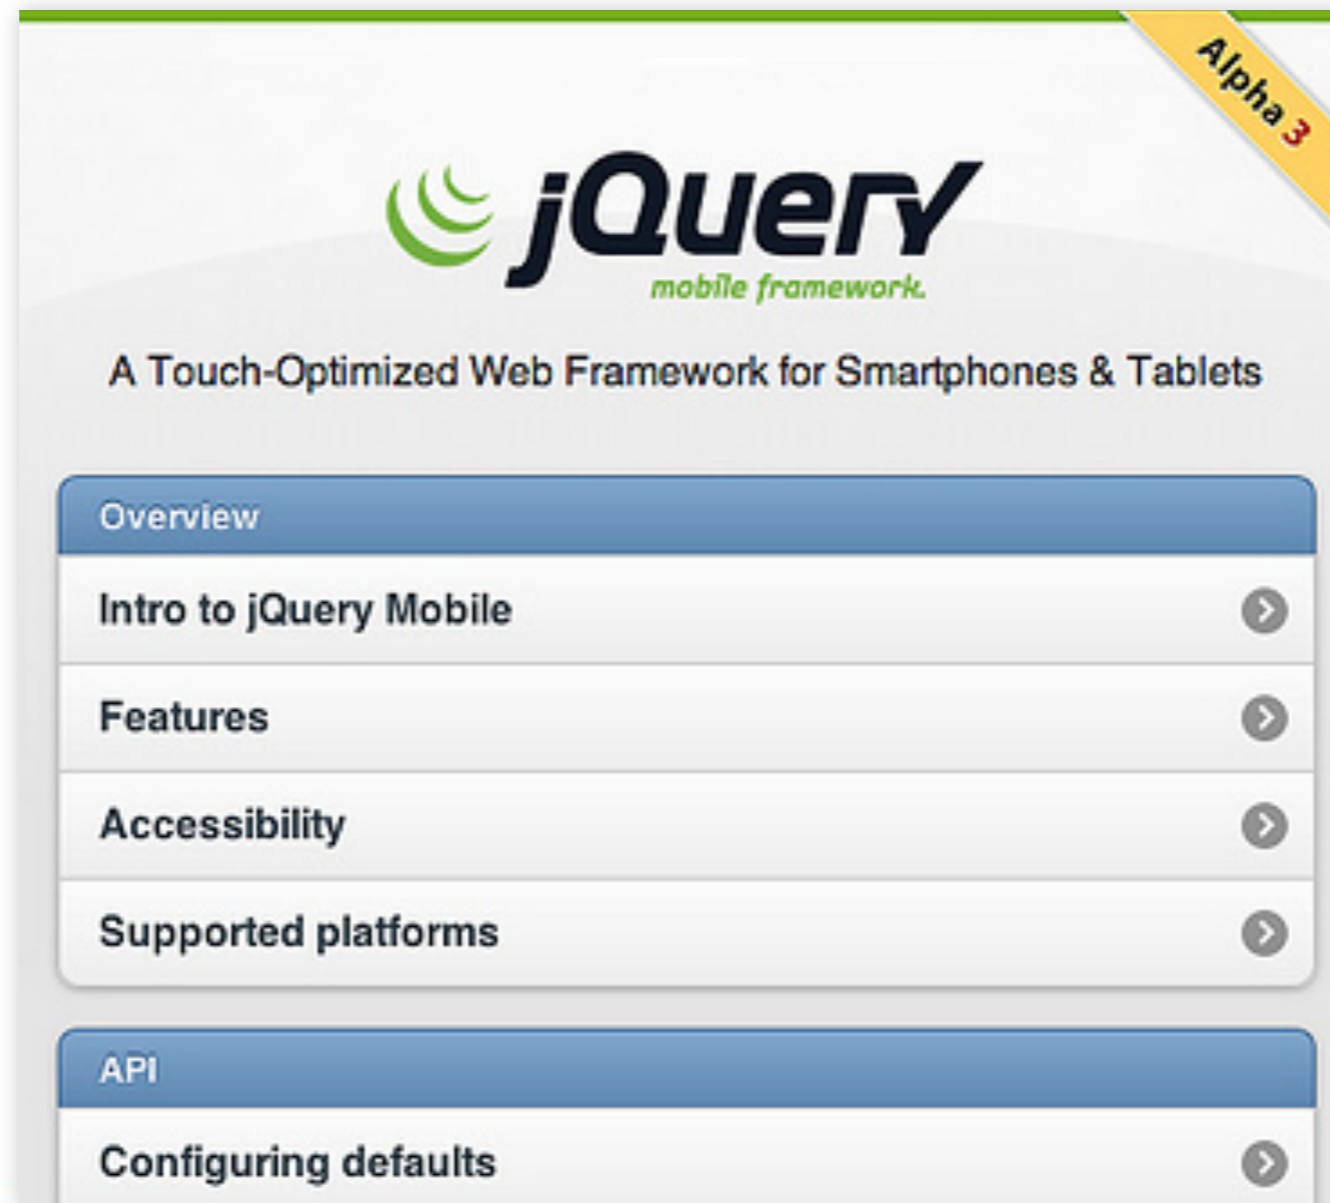 Alpha 3
jQuery
mobile framework.
A Touch-Optimized Web Framework for Smartphones & Tablets
Overview
Intro to jQuery Mobile
Features
Accessibility
Supported platforms
API
Configuring defaults